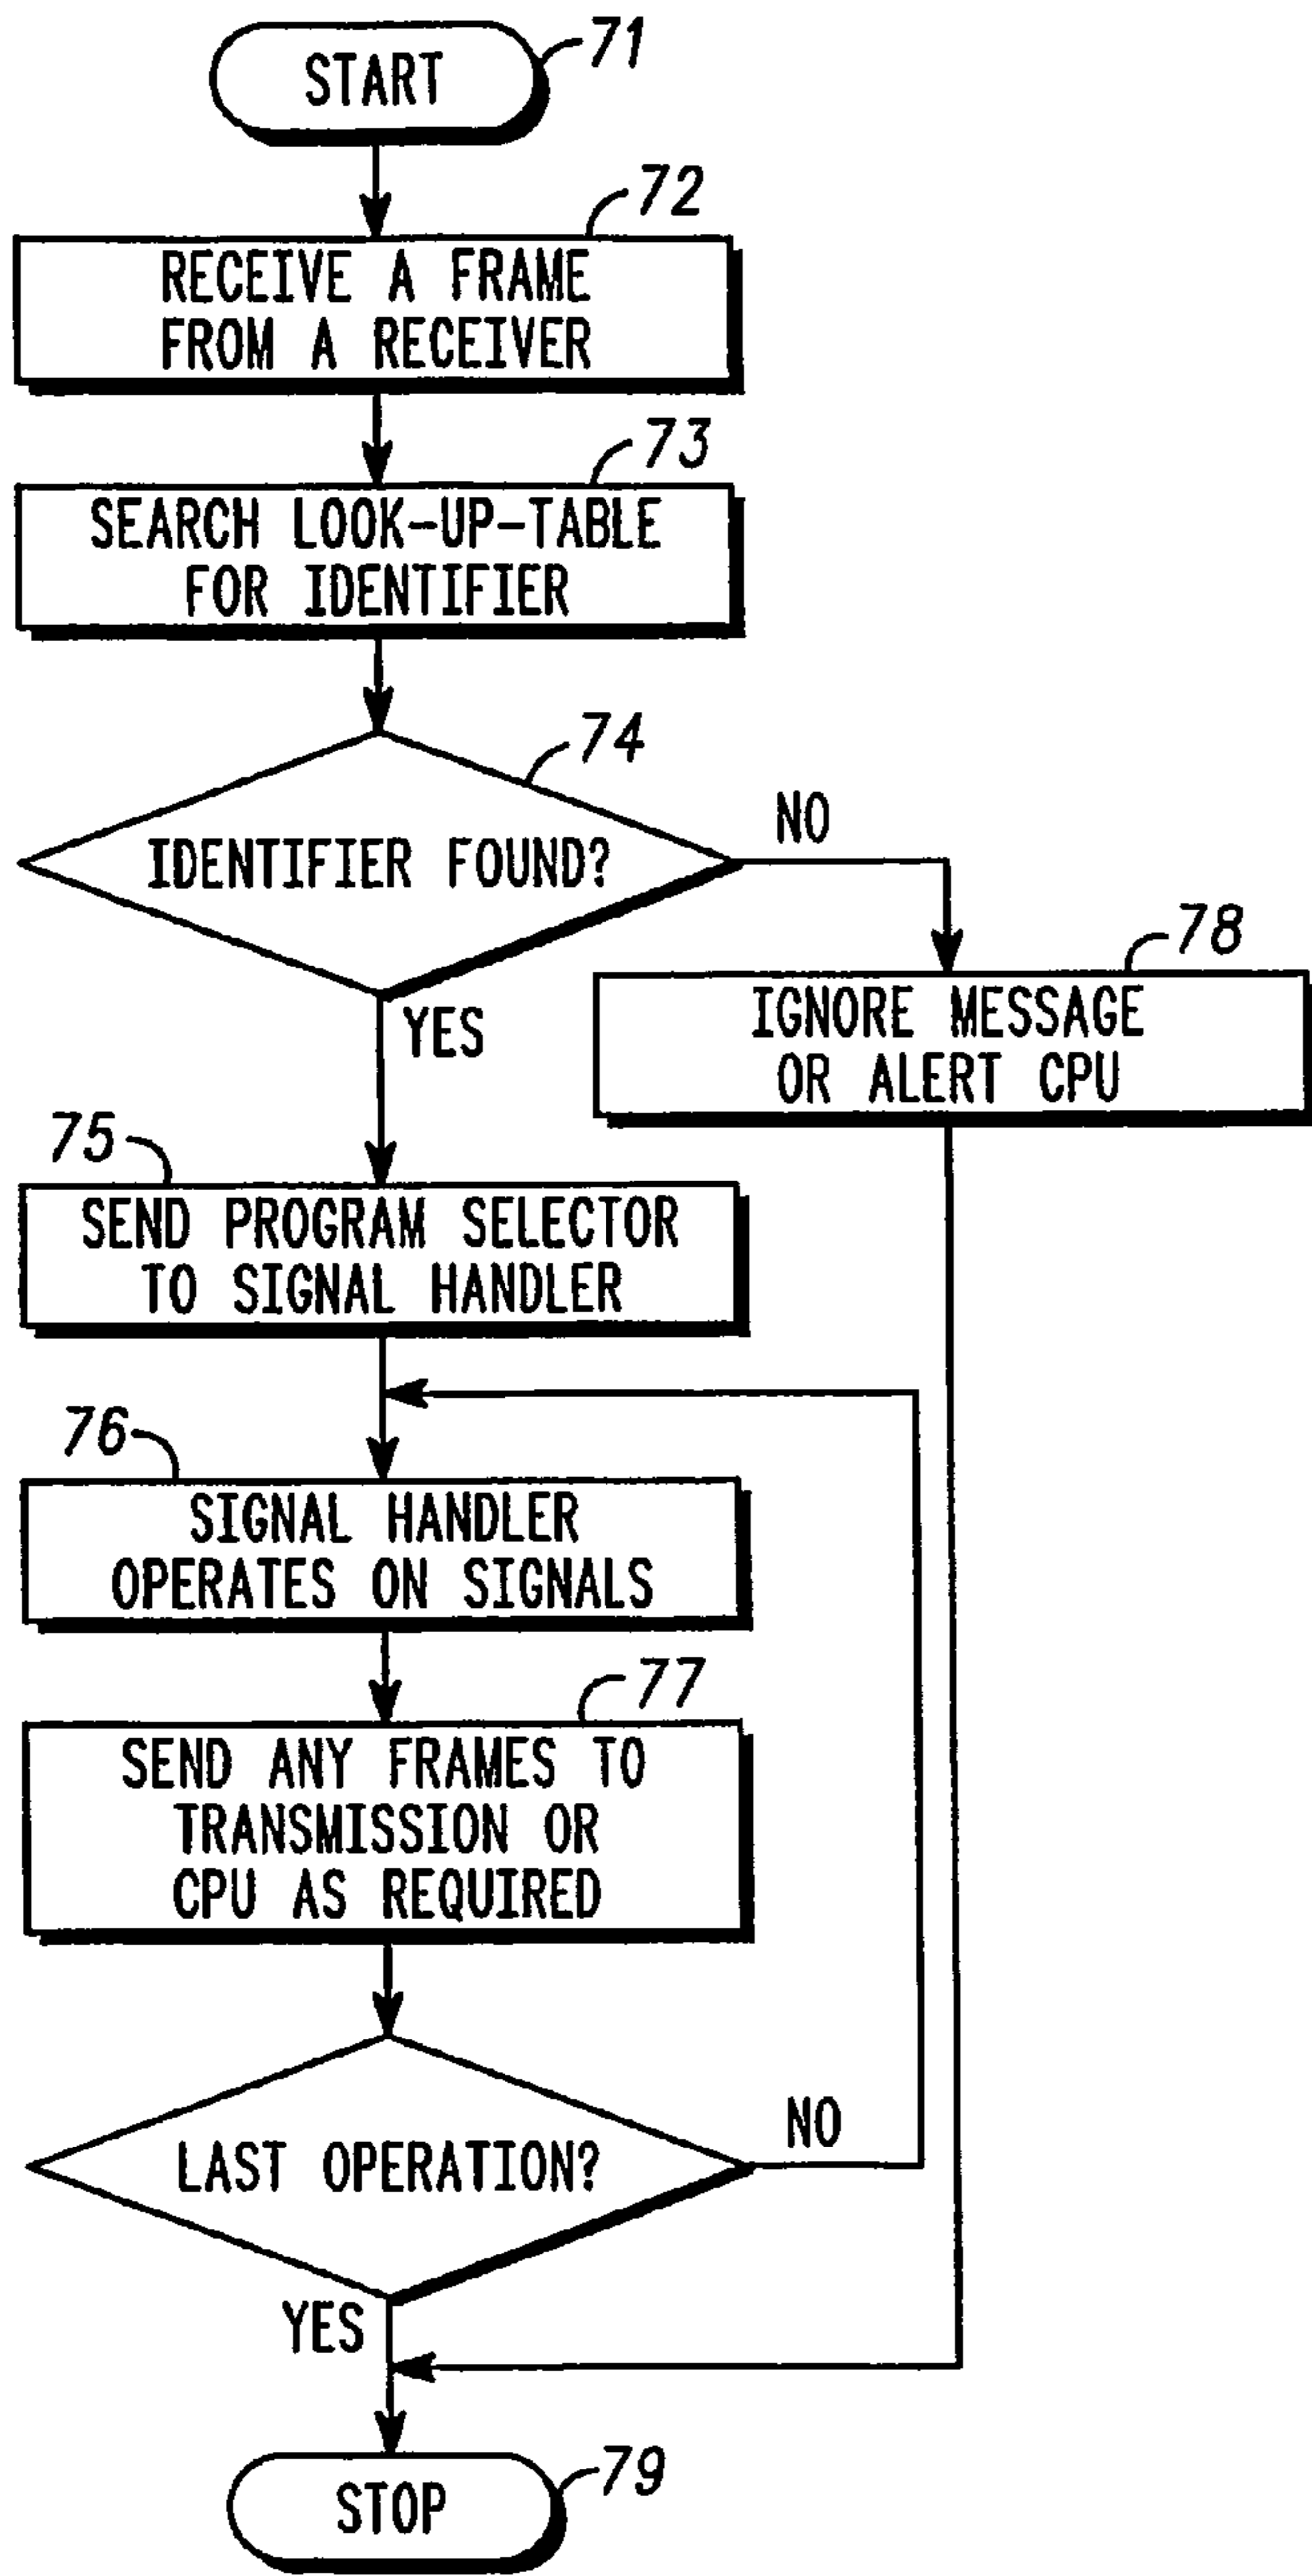 START
71
72
RECEIVE A FRAME
FROM A RECEIVER
73
SEARCH LOOK-UP-TABLE
FOR IDENTIFIER
74
IDENTIFIER FOUND?
NO
YES
78
IGNORE MESSAGE
OR ALERT CPU
75
SEND PROGRAM SELECTOR
TO SIGNAL HANDLER
76
SIGNAL HANDLER
OPERATES ON SIGNALS
77
SEND ANY FRAMES TO
TRANSMISSION OR
CPU AS REQUIRED
LAST OPERATION?
NO
YES
STOP
79